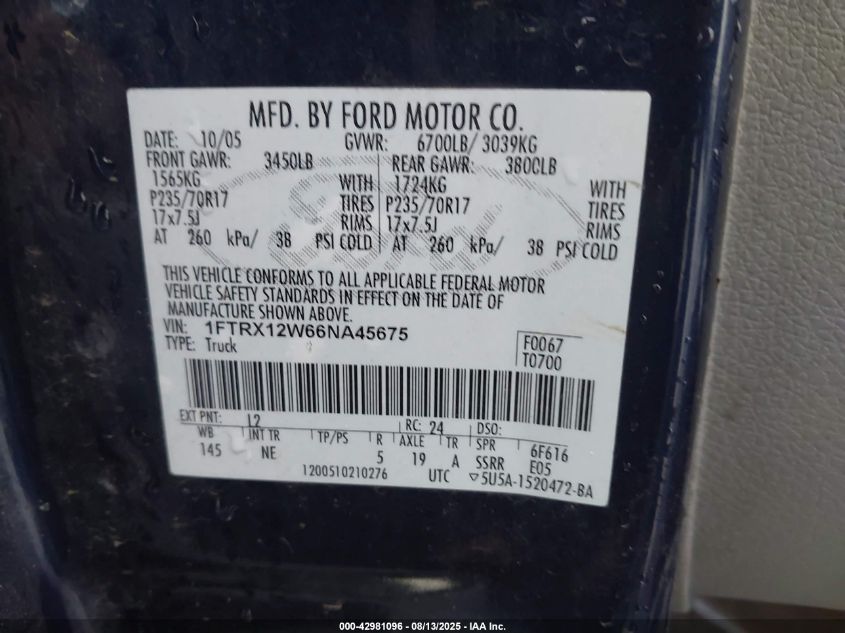 MFD. BY FORD MOTOR CO.
DATE: 10/05 GVWR: 6700LB/ 3039KG
FRONT GAWR: 3450LB REAR GAWR: 3800LB
1565KG WITH 1724KG WITH
P235/70R17 TIRES P235/70R17 TIRES
17x7.5J RIMS 17x7.5J RIMS
AT 260 kPa/ 38 PSI COLD AT 260 kPa/ 38 PSI COLD
THIS VEHICLE CONFORMS TO ALL APPLICABLE FEDERAL MOTOR
VEHICLE SAFETY STANDARDS IN EFFECT ON THE DATE OF
MANUFACTURE SHOWN ABOVE.
VIN: 1FTRX12W66NA45675
TYPE: Truck
F0067
T0700
EXT PNT: L2 RC: 24 DSO:
WB INT TR TP/PS R AXLE TR SPR 6F616
145 NE 5 19 A SSRR E05
1200510210276 UTC ▽5U5A-1520472-BA
000-42981096 - 08/13/2025 - IAA Inc.